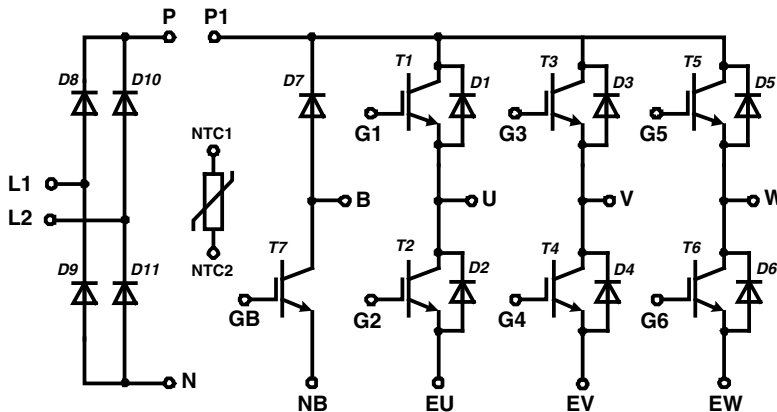 P P1
D8 D10 D7 T1 D1 T3 D3 T5 D5
G1 G3 G5
NTC1
L1 B U V W
L2
NTC2
D9 D11 T7 T2 D2 T4 D4 T6 D6
GB G2 G4 G6
N
NB EU EV EW